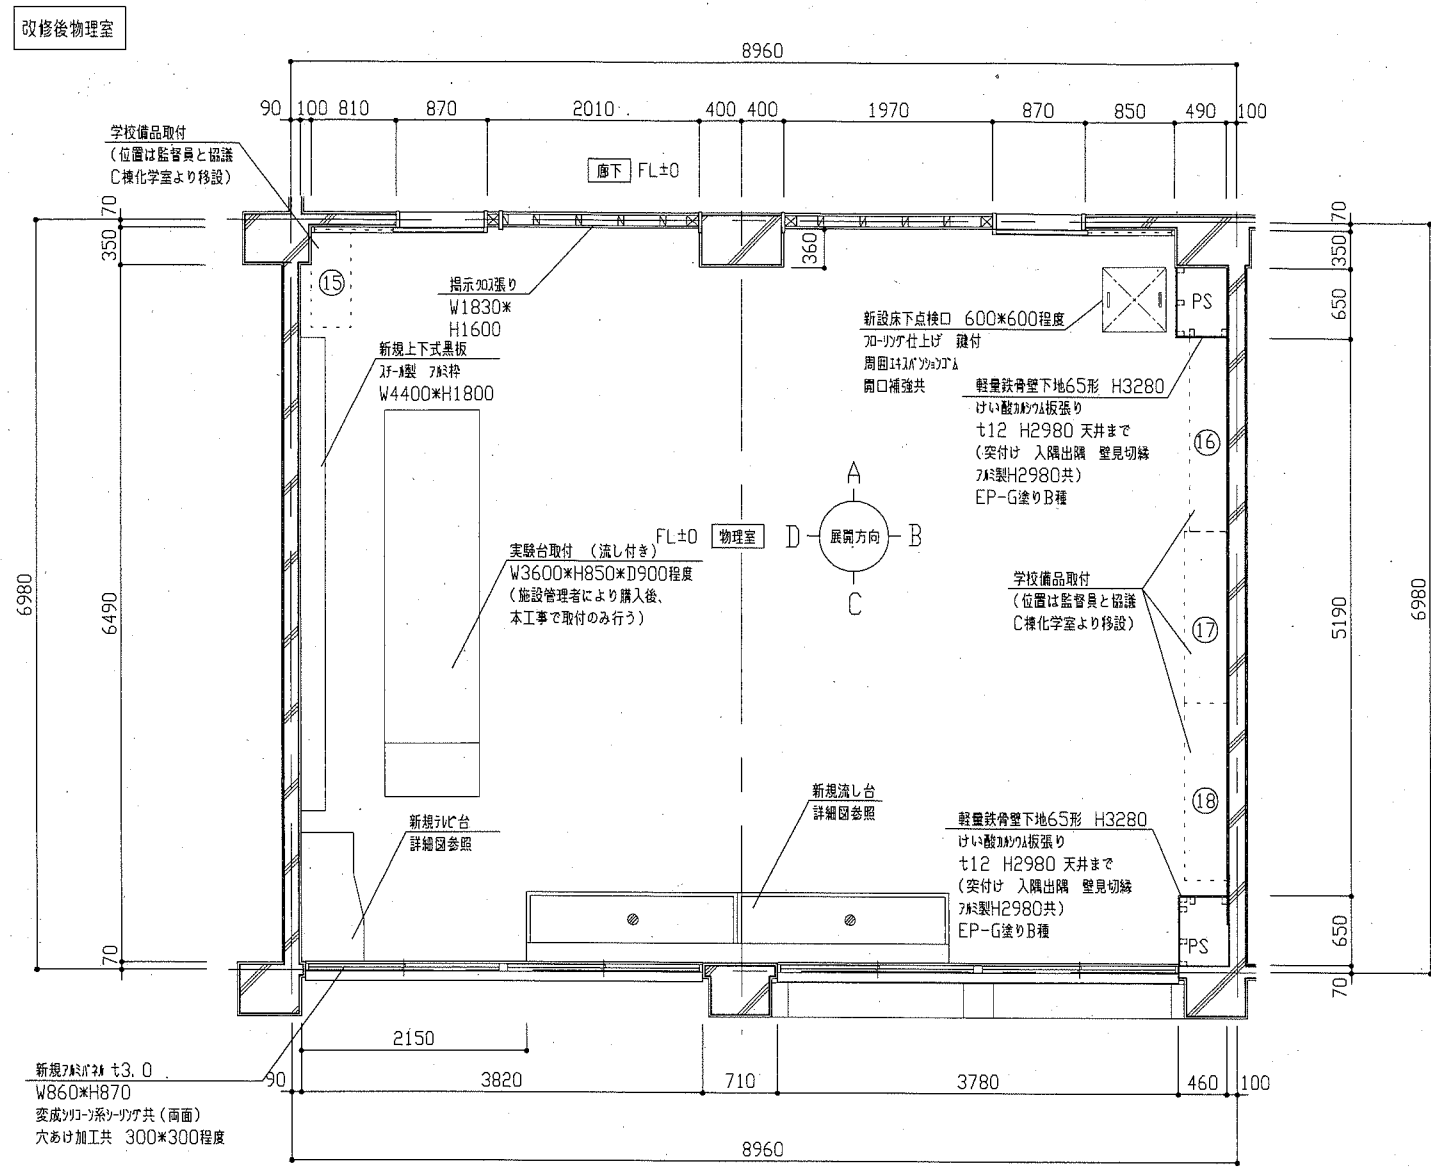 改修後物理室
8960
90 100 810 870 2010 400 400 1970 870 850 490 100
学校備品取付
(位置は監督員と協議
C棟化学室より移設)
廊下 FL±0
70
350
6490
70
6980
360
70
350
650
5190
650
70
6980
15
掲示クロス張り
W1830*
H1600
新規上下式黒板
スチール製 アルミ枠
W4400*H1800
新設床下点検口 600*600程度
フローリング仕上げ 鍵付
周囲エキスパンションゴム
開口補強共
PS
軽量鉄骨壁下地65形 H3280
けい酸カルシウム板張り
t12 H2980 天井まで
(突付け 入隅出隅 壁見切縁
アルミ製H2980共)
EP-G塗りB種
16
A
FL±0 物理室 D 展開方向 B
C
実験台取付 (流し付き)
W3600*H850*D900程度
(施設管理者により購入後、
本工事で取付のみ行う)
学校備品取付
(位置は監督員と協議
C棟化学室より移設)
17
18
新規流し台
詳細図参照
新規テレビ台
詳細図参照
軽量鉄骨壁下地65形 H3280
けい酸カルシウム板張り
t12 H2980 天井まで
(突付け 入隅出隅 壁見切縁
アルミ製H2980共)
EP-G塗りB種
PS
2150
新規アルミパネル t3.0
W860*H870
変成シリコーン系シーリング共(両面)
穴あけ加工共 300*300程度
90 3820 710 3780 460 100
8960